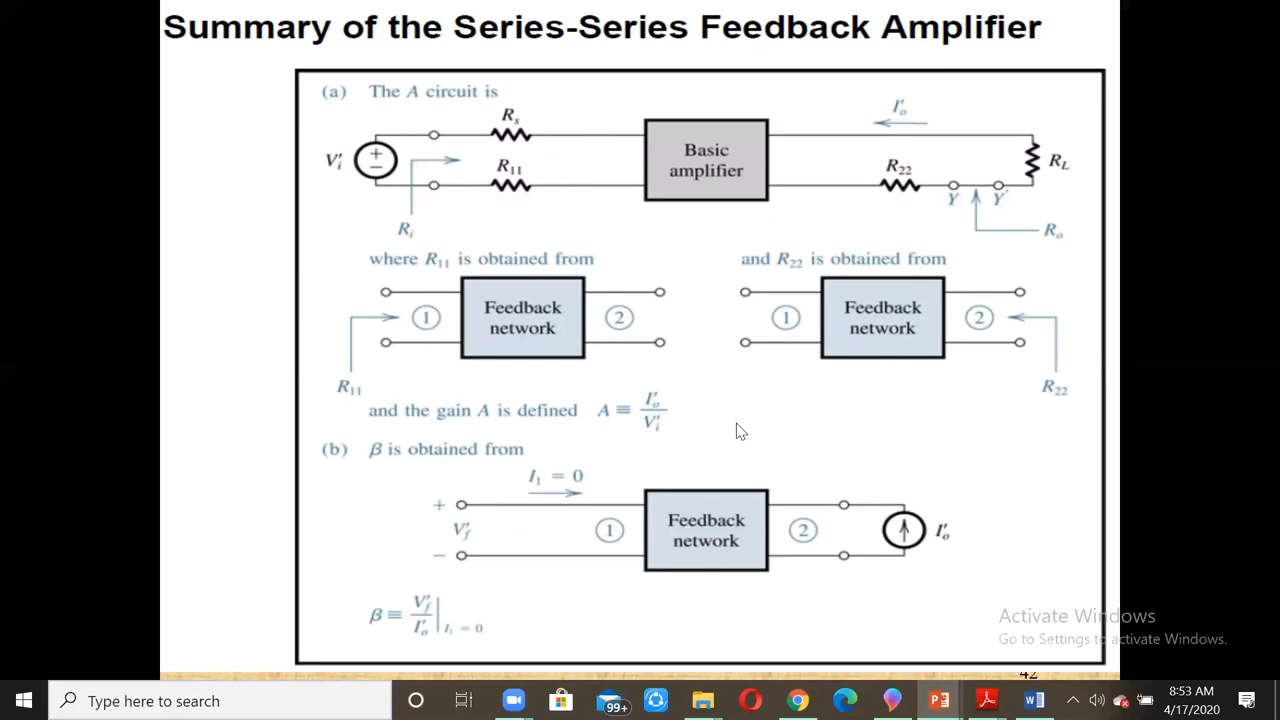 Summary of the Series-Series Feedback Amplifier
(a) The A circuit is
I'o
Rs
V'i
+
−
R11
Basic
amplifier
R22
RL
Y
Y'
Ri
Ro
where R11 is obtained from
and R22 is obtained from
1
Feedback
network
2
1
Feedback
network
2
R11
R22
and the gain A is defined A ≡ I'o / V'i
(b) β is obtained from
I1 = 0
+
V'f
−
1
Feedback
network
2
I'o
β ≡ V'f / I'o | I1 = 0
Activate Windows
Go to Settings to activate Windows.
42
Type here to search
99+
8:53 AM
4/17/2020